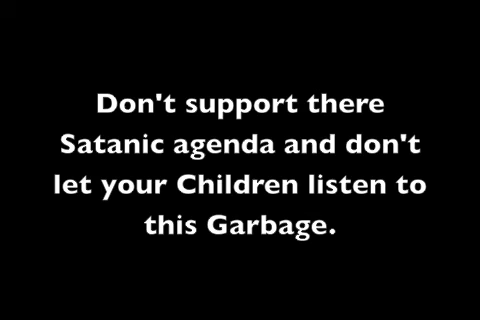 Don't support there
Satanic agenda and don't
let your Children listen to
this Garbage.